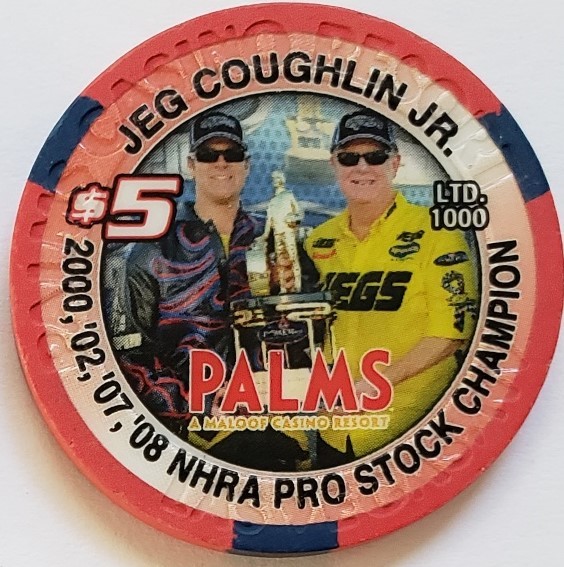 JEG COUGHLIN JR.
$5
LTD.
1000
JEGS
PALMS
A MALOOF CASINO RESORT
2000, '02, '07, '08 NHRA PRO STOCK CHAMPION